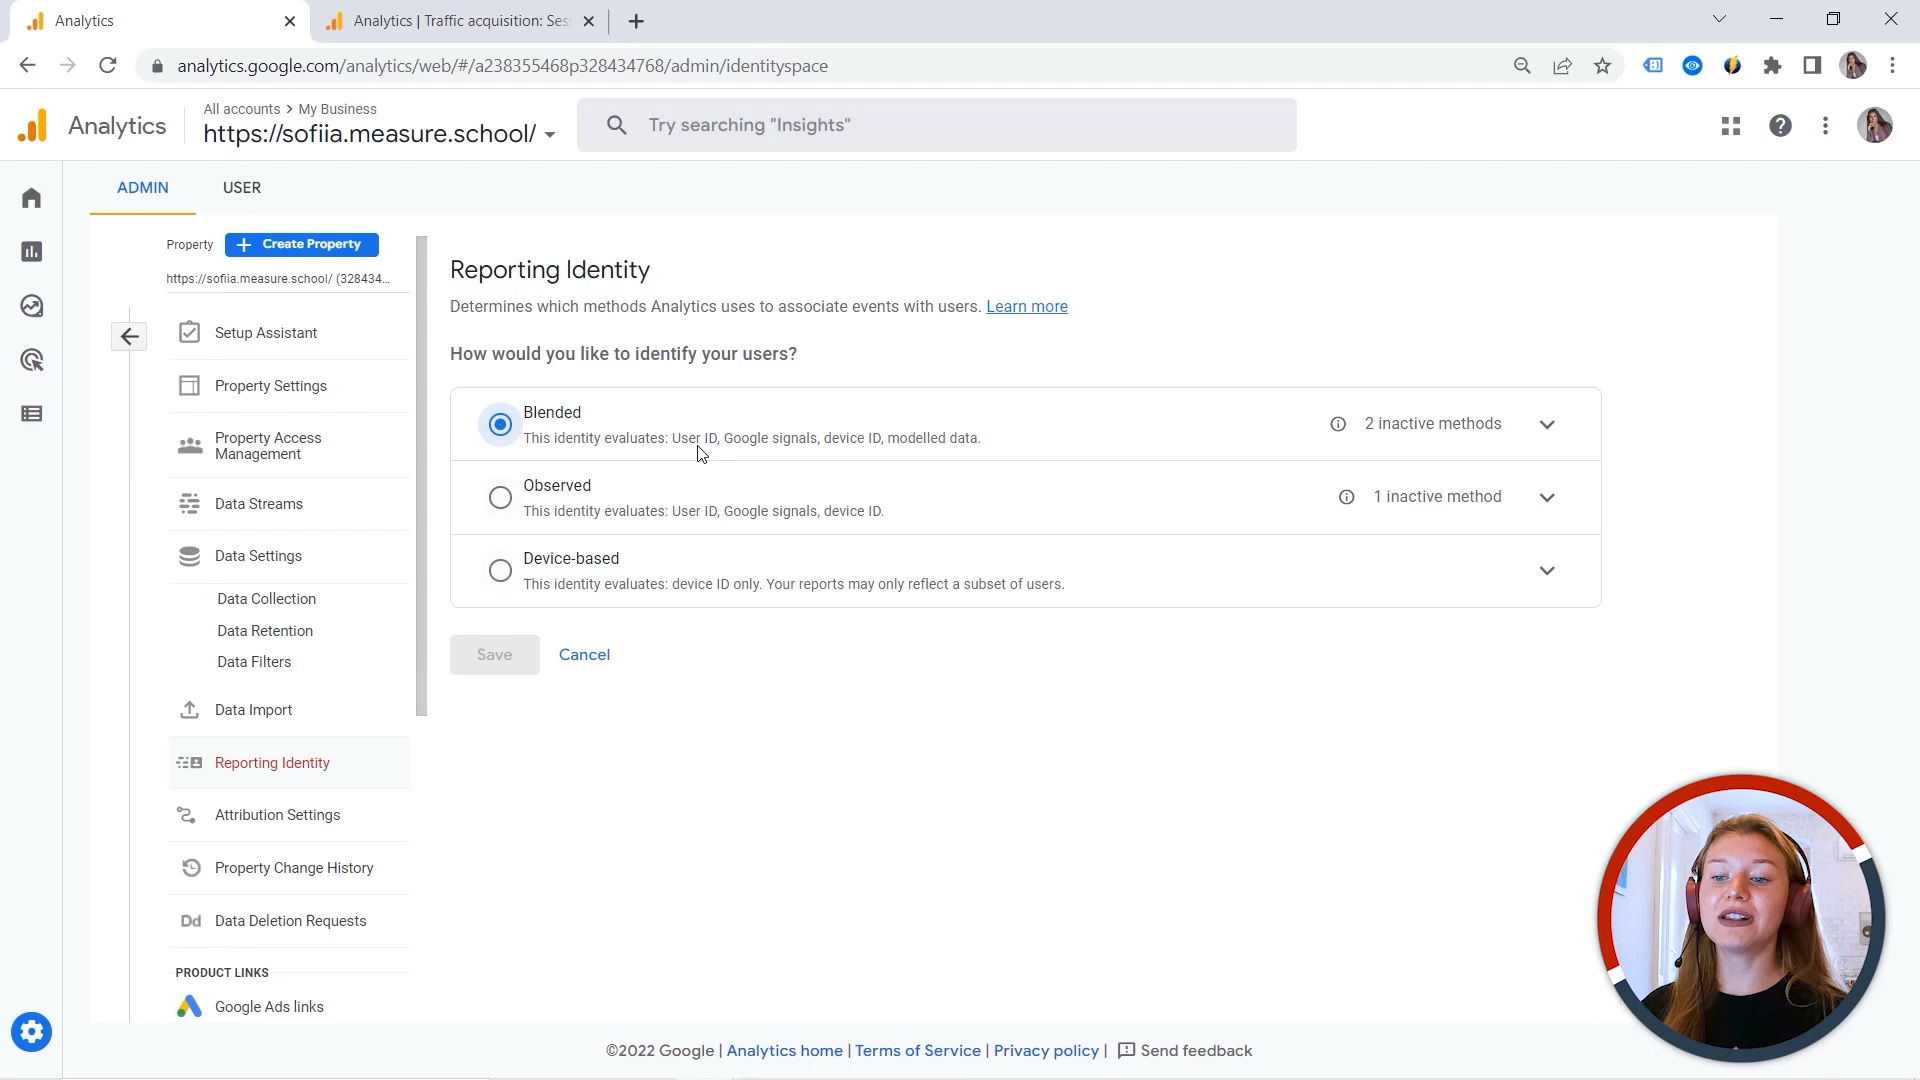 Analytics
Analytics | Traffic acquisition: Ses
analytics.google.com/analytics/web/#/a238355468p328434768/admin/identityspace
Analytics
All accounts > My Business
https://sofiia.measure.school/
Try searching "Insights"
ADMIN
USER
Property
Create Property
https://sofiia.measure.school/ (328434...
Setup Assistant
Property Settings
Property Access
Management
Data Streams
Data Settings
Data Collection
Data Retention
Data Filters
Data Import
Reporting Identity
Attribution Settings
Property Change History
Dd Data Deletion Requests
PRODUCT LINKS
Google Ads links
Reporting Identity
Determines which methods Analytics uses to associate events with users. Learn more
How would you like to identify your users?
Blended
This identity evaluates: User ID, Google signals, device ID, modelled data.
2 inactive methods
Observed
This identity evaluates: User ID, Google signals, device ID.
1 inactive method
Device-based
This identity evaluates: device ID only. Your reports may only reflect a subset of users.
Save
Cancel
©2022 Google | Analytics home | Terms of Service | Privacy policy | Send feedback